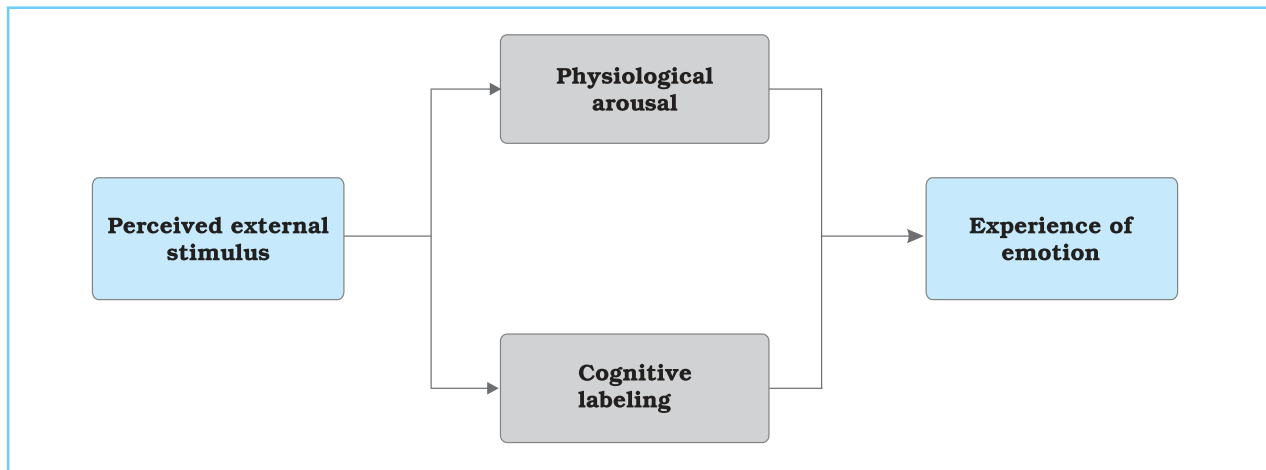 Physiological
arousal
Perceived external
stimulus
Experience of
emotion
Cognitive
labeling